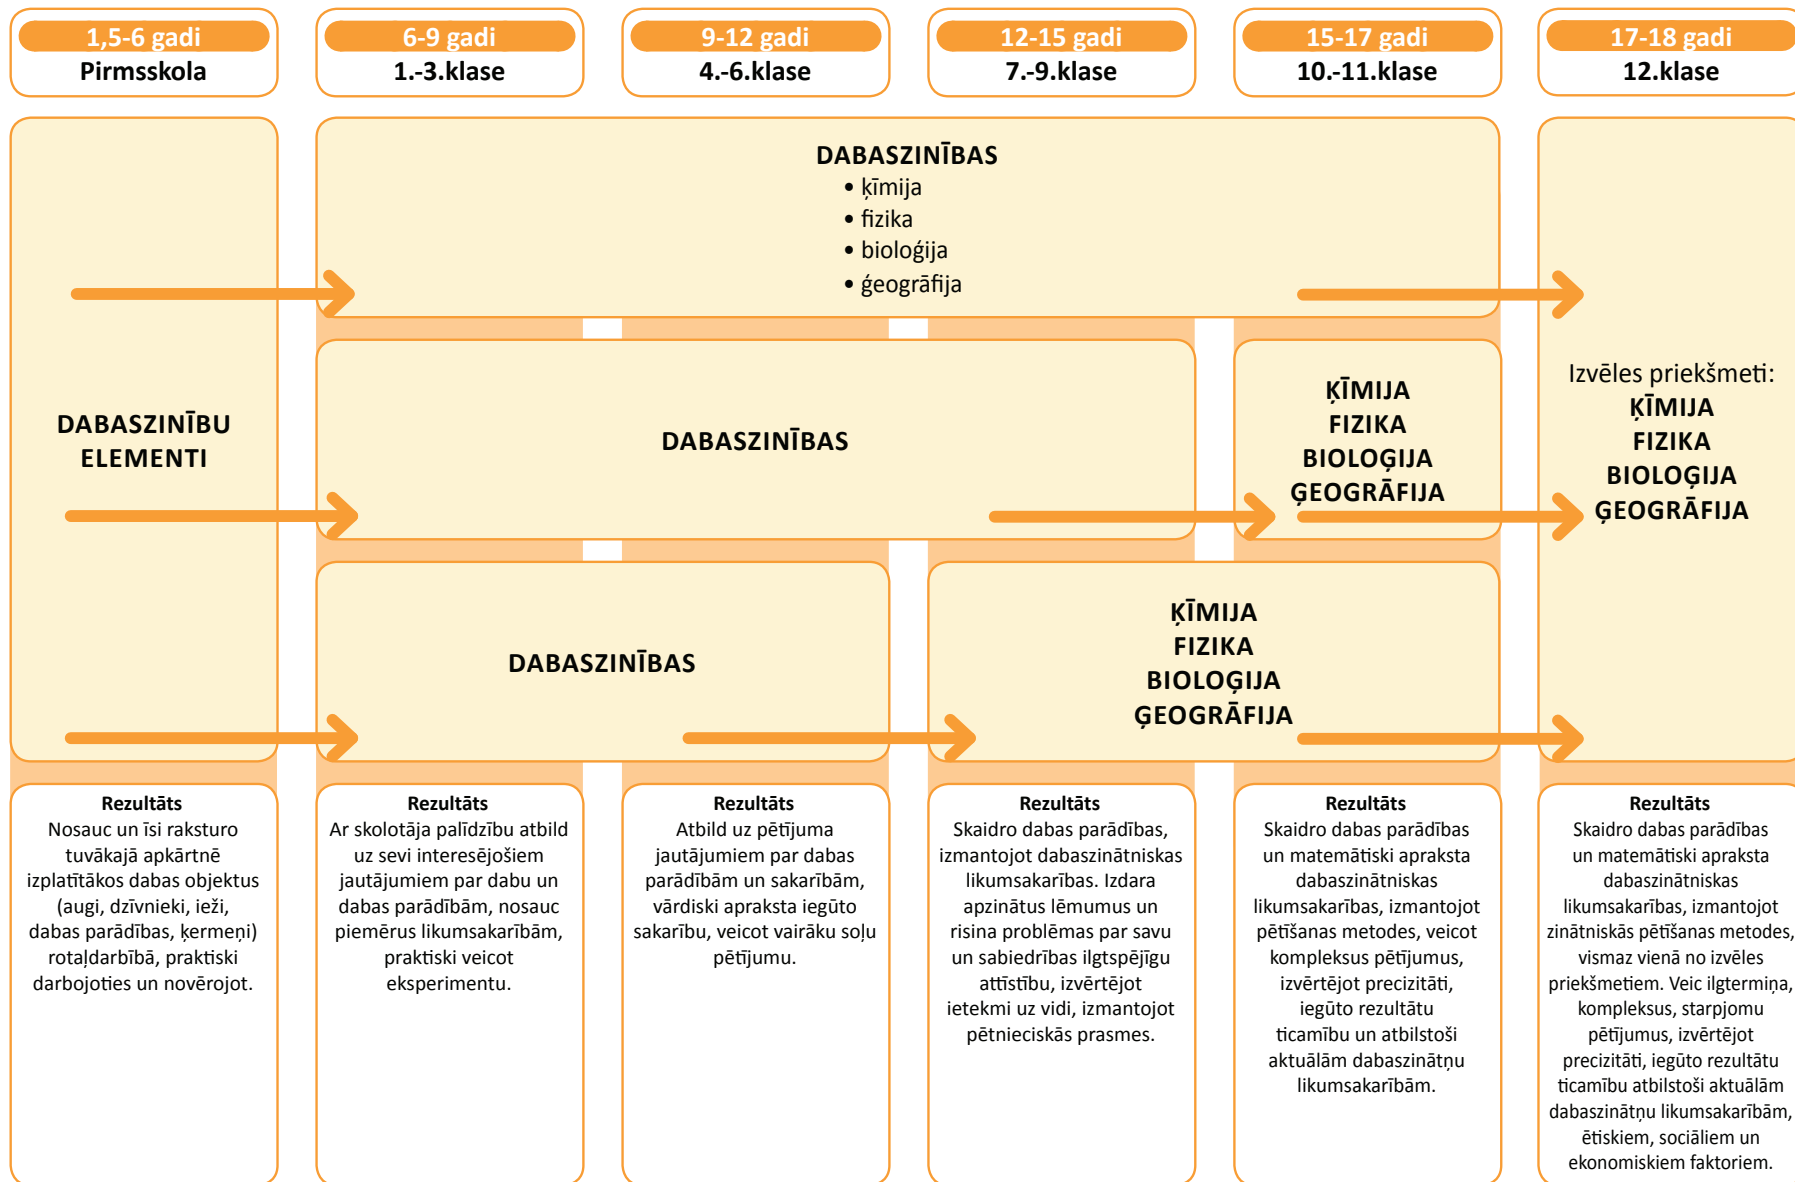 1,5-6 gadi
Pirmsskola
6-9 gadi
1.-3.klase
9-12 gadi
4.-6.klase
12-15 gadi
7.-9.klase
15-17 gadi
10.-11.klase
17-18 gadi
12.klase
DABASZINĪBU
ELEMENTI
DABASZINĪBAS
• ķīmija
• fizika
• bioloģija
• ģeogrāfija
DABASZINĪBAS
ĶĪMIJA
FIZIKA
BIOLOĢIJA
ĢEOGRĀFIJA
DABASZINĪBAS
ĶĪMIJA
FIZIKA
BIOLOĢIJA
ĢEOGRĀFIJA
Izvēles priekšmeti:
ĶĪMIJA
FIZIKA
BIOLOĢIJA
ĢEOGRĀFIJA
Rezultāts
Nosauc un īsi raksturo
tuvākajā apkārtnē
izplatītākos dabas objektus
(augi, dzīvnieki, ieži,
dabas parādības, ķermeņi)
rotaļdarbībā, praktiski
darbojoties un novērojot.
Rezultāts
Ar skolotāja palīdzību atbild
uz sevi interesējošiem
jautājumiem par dabu un
dabas parādībām, nosauc
piemērus likumsakarībām,
praktiski veicot
eksperimentu.
Rezultāts
Atbild uz pētījuma
jautājumiem par dabas
parādībām un sakarībām,
vārdiski apraksta iegūto
sakarību, veicot vairāku soļu
pētījumu.
Rezultāts
Skaidro dabas parādības,
izmantojot dabaszinātniskas
likumsakarības. Izdara
apzinātus lēmumus un
risina problēmas par savu
un sabiedrības ilgtspējīgu
attīstību, izvērtējot
ietekmi uz vidi, izmantojot
pētnieciskās prasmes.
Rezultāts
Skaidro dabas parādības
un matemātiski apraksta
dabaszinātniskas
likumsakarības, izmantojot
pētīšanas metodes, veicot
kompleksus pētījumus,
izvērtējot precizitāti,
iegūto rezultātu
ticamību un atbilstoši
aktuālām dabaszinātņu
likumsakarībām.
Rezultāts
Skaidro dabas parādības
un matemātiski apraksta
dabaszinātniskas
likumsakarības, izmantojot
zinātniskās pētīšanas metodes,
vismaz vienā no izvēles
priekšmetiem. Veic ilgtermiņa,
kompleksus, starpjomu
pētījumus, izvērtējot
precizitāti, iegūto rezultātu
ticamību atbilstoši aktuālām
dabaszinātņu likumsakarībām,
ētiskiem, sociāliem un
ekonomiskiem faktoriem.